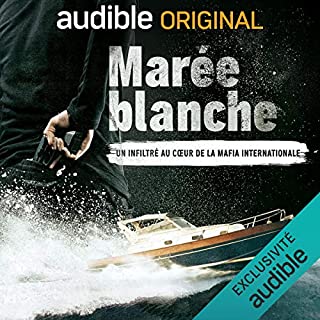 audible ORIGINAL
Marée
blanche
UN INFILTRÉ AU CŒUR DE LA MAFIA INTERNATIONALE
EXCLUSIVITÉ
audible